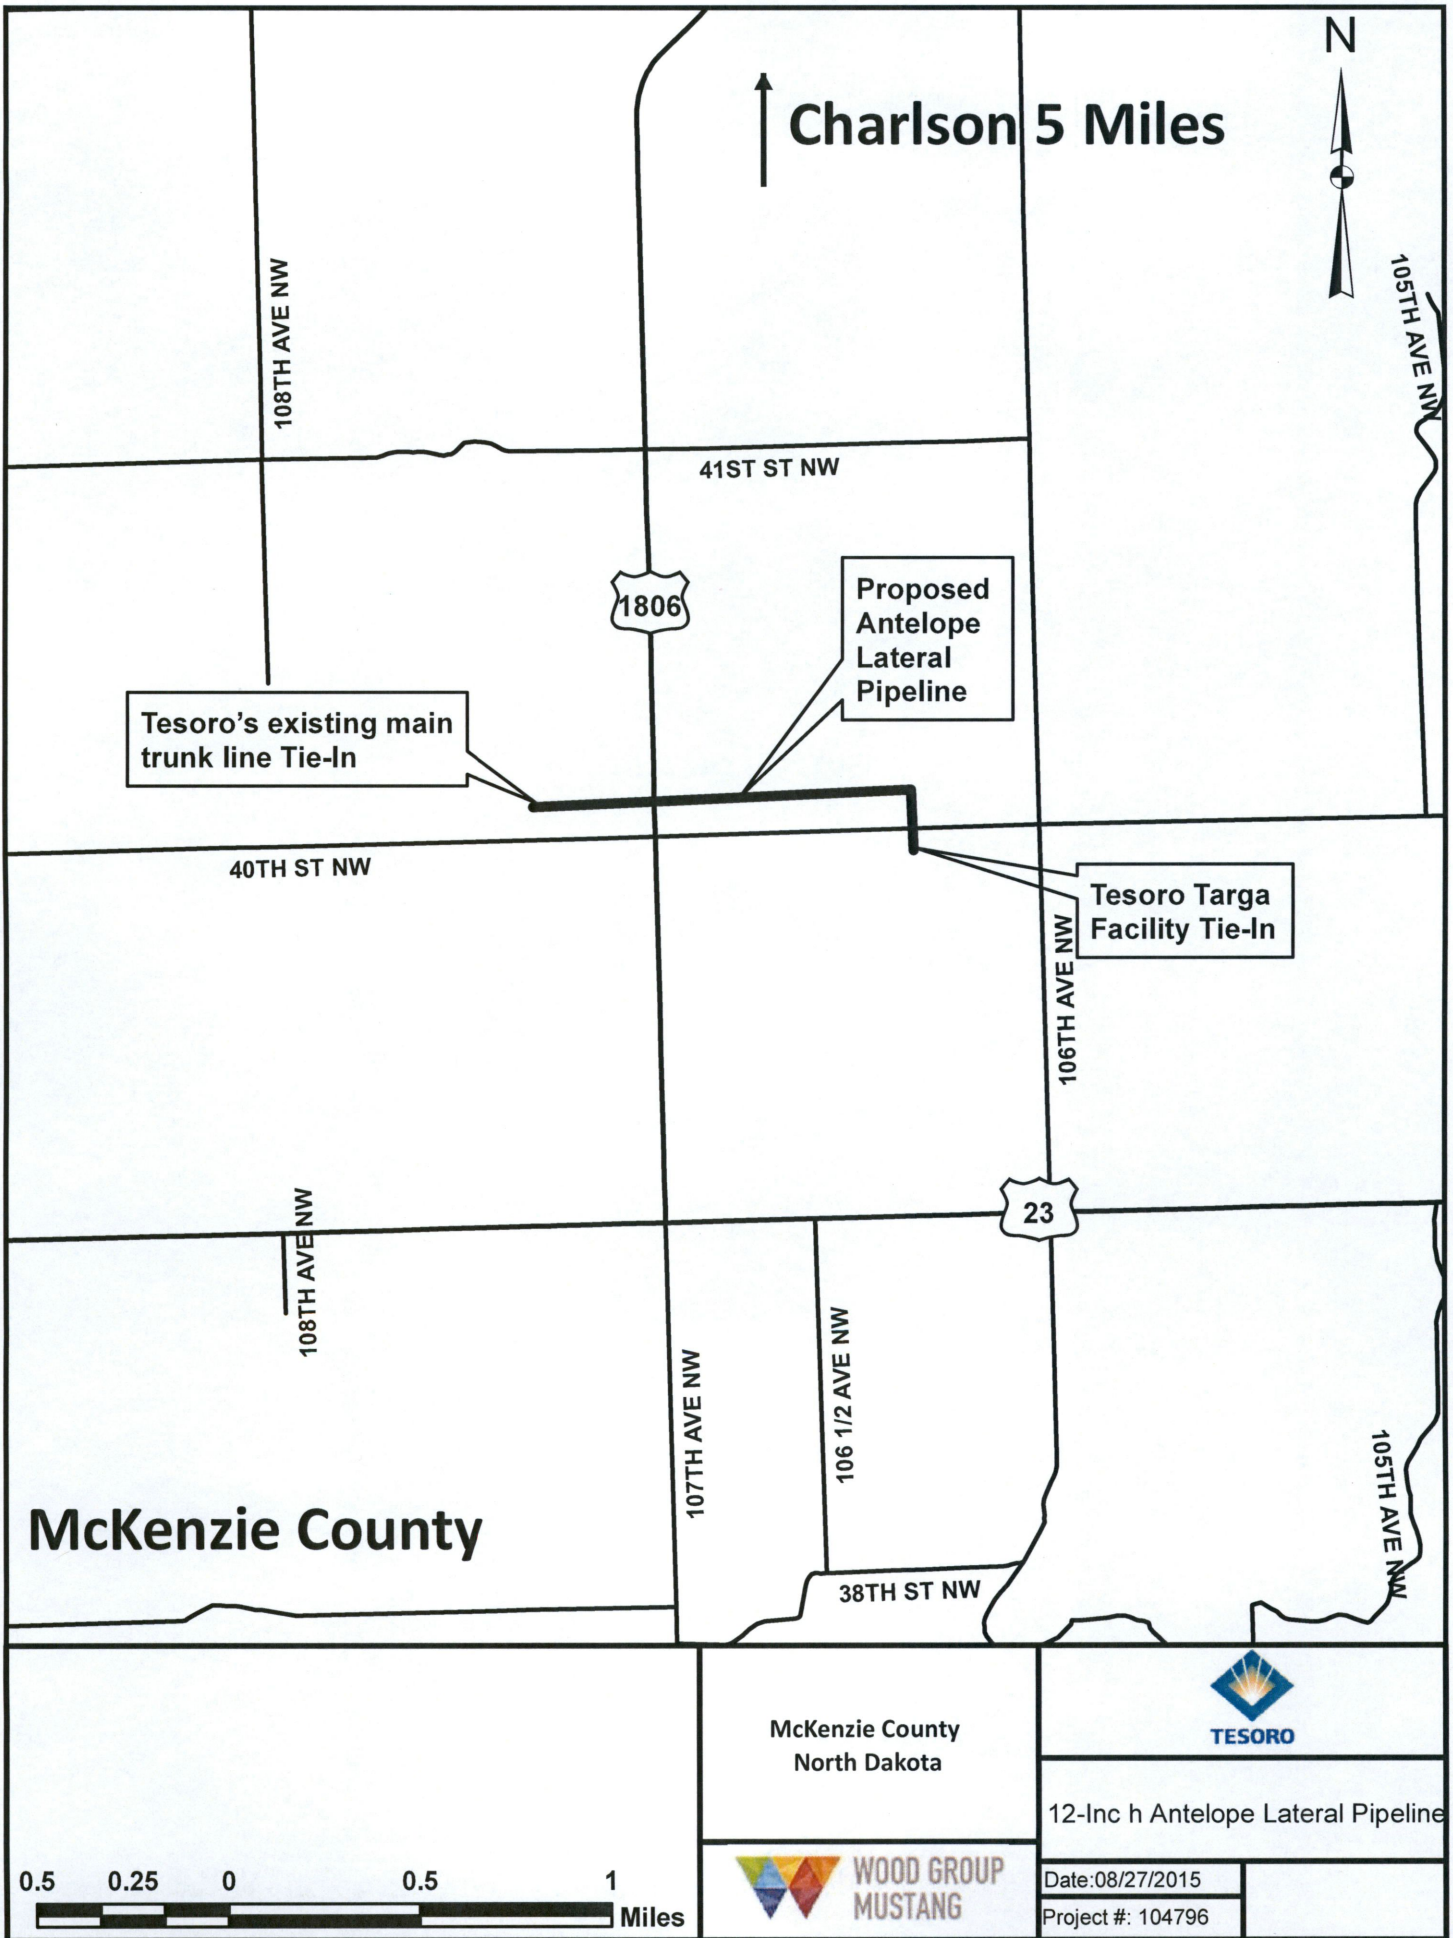 N
Charlson 5 Miles
108TH AVE NW
105TH AVE NW
41ST ST NW
1806
Proposed
Antelope
Lateral
Pipeline
Tesoro’s existing main
trunk line Tie-In
40TH ST NW
Tesoro Targa
Facility Tie-In
106TH AVE NW
23
108TH AVE NW
106 1/2 AVE NW
107TH AVE NW
105TH AVE NW
McKenzie County
38TH ST NW
McKenzie County
North Dakota
TESORO
12-Inc h Antelope Lateral Pipeline
0.5 0.25 0 0.5 1
Miles
WOOD GROUP
MUSTANG
Date:08/27/2015
Project #: 104796